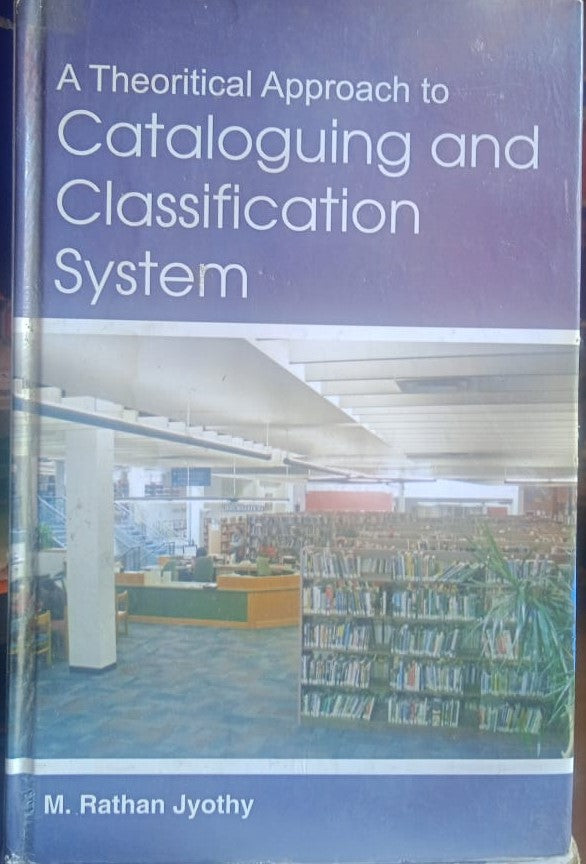 A Theoritical Approach to
Cataloguing and
Classification
System
M. Rathan Jyothy